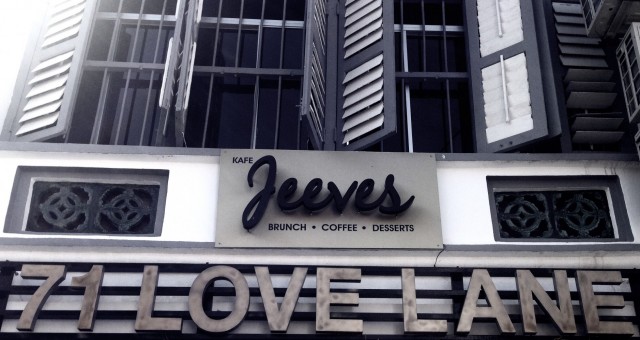 KAFE
Jeeves
BRUNCH • COFFEE • DESSERTS
71 LOVE LANE